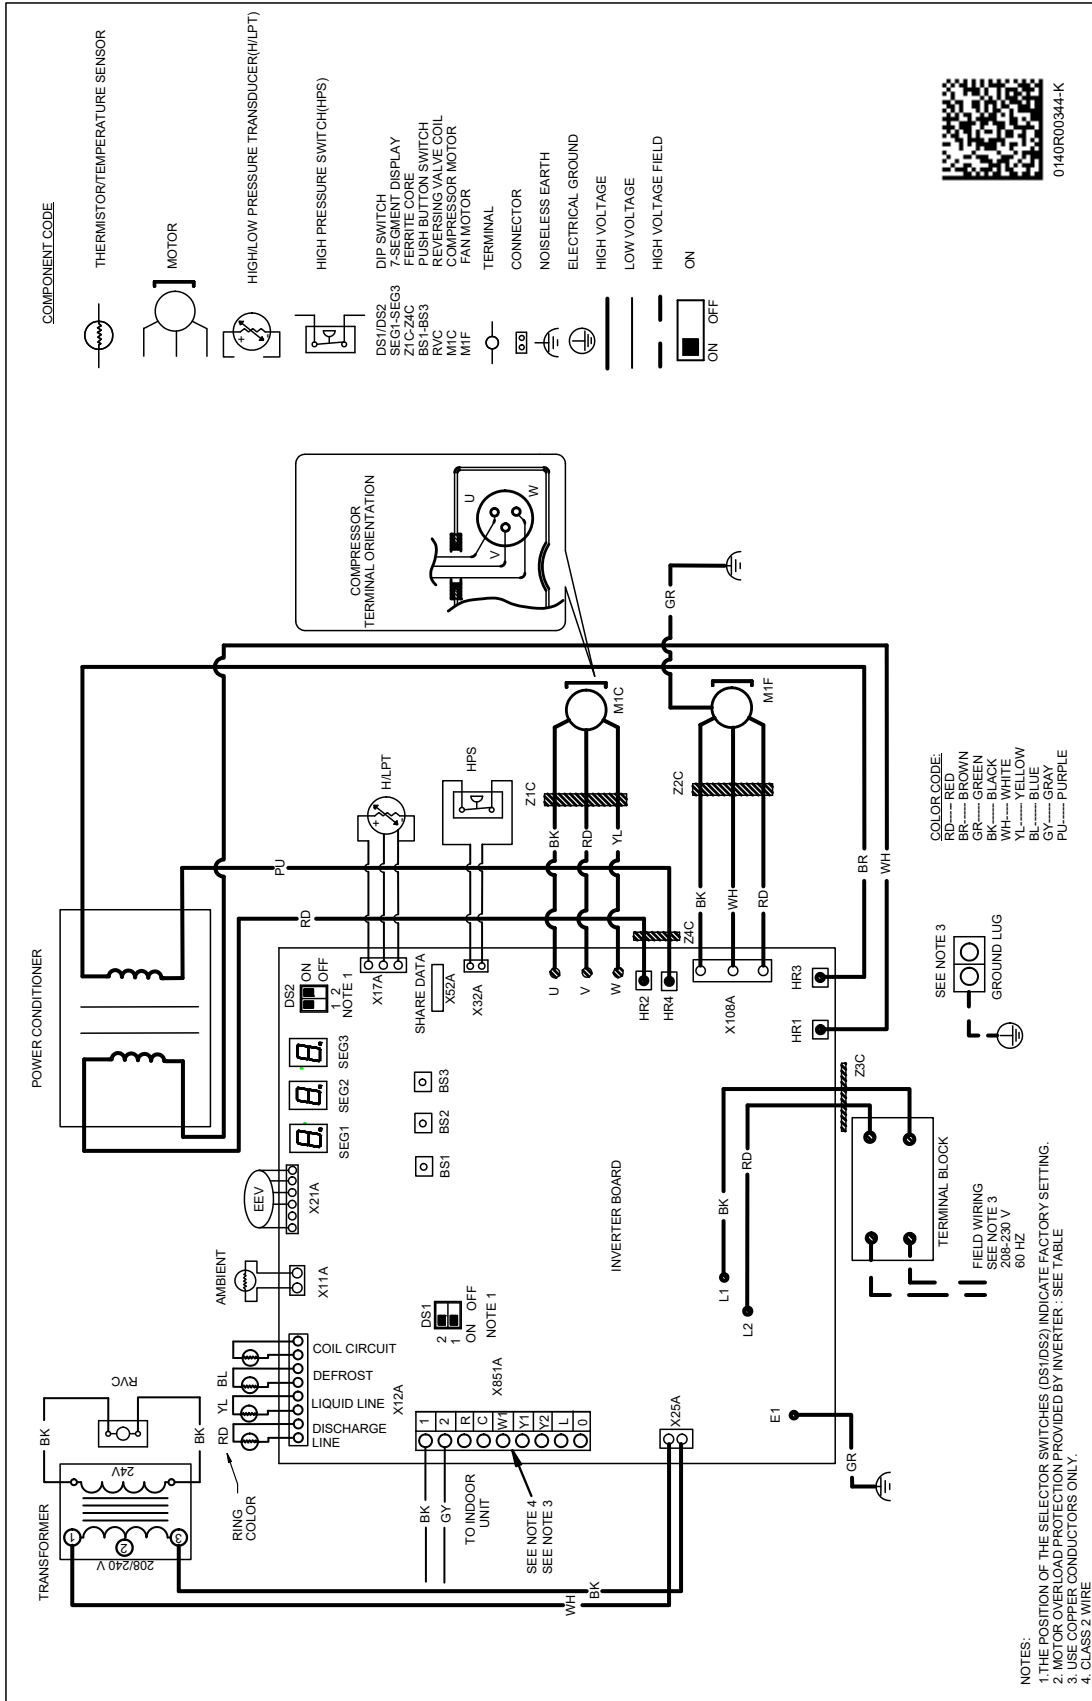 COMPONENT CODE
THERMISTOR/TEMPERATURE SENSOR
MOTOR
HIGH/LOW PRESSURE TRANSDUCER(H/LPT)
HIGH PRESSURE SWITCH(HPS)
DS1/DS2 DIP SWITCH
SEG1-SEG3 7-SEGMENT DISPLAY
Z1C-Z4C FERRITE CORE
BS1-BS3 PUSH BUTTON SWITCH
RVC REVERSING VALVE COIL
M1C COMPRESSOR MOTOR
M1F FAN MOTOR
TERMINAL
CONNECTOR
NOISELESS EARTH
ELECTRICAL GROUND
HIGH VOLTAGE
LOW VOLTAGE
HIGH VOLTAGE FIELD
ON
ON OFF
0140R00344-K
COMPRESSOR
TERMINAL ORIENTATION
U
V
W
POWER CONDITIONER
PU
RD
H/LPT
HPS
Z1C
BK
RD
YL
M1C
GR
Z2C
BK
WH
RD
M1F
BR
WH
COLOR CODE:
RD---- RED
BR----- BROWN
GR----- GREEN
BK----- BLACK
WH---- WHITE
YL------ YELLOW
BL------ BLUE
GY----- GRAY
PU----- PURPLE
DS2
ON
OFF
1 2
NOTE 1
X17A
SHARE DATA
X52A
X32A
U
V
W
HR2
HR4
Z4C
X108A
HR3
HR1
SEG1
SEG2
SEG3
8.
8.
8.
BS1
BS2
BS3
EEV
X21A
AMBIENT
X11A
DS1
2
1
ON OFF
NOTE 1
INVERTER BOARD
COIL CIRCUIT
DEFROST
LIQUID LINE
DISCHARGE
LINE
X12A
BL
YL
RD
RING
COLOR
X851A
1
2
R
C
W1
Y1
Y2
L
0
BK
GY
TO INDOOR
UNIT
SEE NOTE 4
SEE NOTE 3
X25A
E1
GR
L1
L2
BK
RD
Z3C
TERMINAL BLOCK
FIELD WIRING
SEE NOTE 3
208-230 V
60 HZ
SEE NOTE 3
GROUND LUG
TRANSFORMER
24V
208/240 V
1
2
3
RVC
BK
BK
WH
BK
NOTES:
1.THE POSITION OF THE SELECTOR SWITCHES (DS1/DS2) INDICATE FACTORY SETTING.
2. MOTOR OVERLOAD PROTECTION PROVIDED BY INVERTER : SEE TABLE
3. USE COPPER CONDUCTORS ONLY.
4. CLASS 2 WIRE